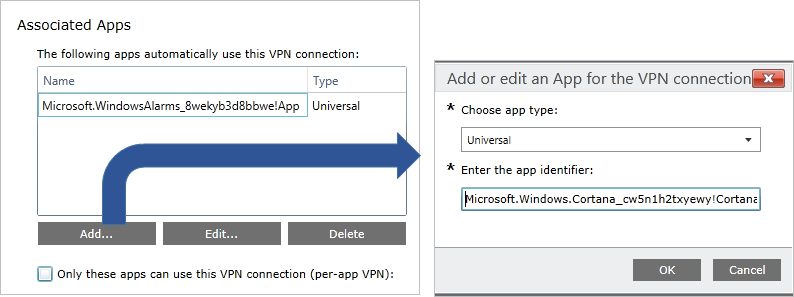 Associated Apps
The following apps automatically use this VPN connection:
Name Type
Microsoft.WindowsAlarms_8wekyb3d8bbwe!App Universal
Add... Edit... Delete
Only these apps can use this VPN connection (per-app VPN):
Add or edit an App for the VPN connection
* Choose app type:
Universal
* Enter the app identifier:
Microsoft.Windows.Cortana_cw5n1h2txyewy!Cortana
OK Cancel